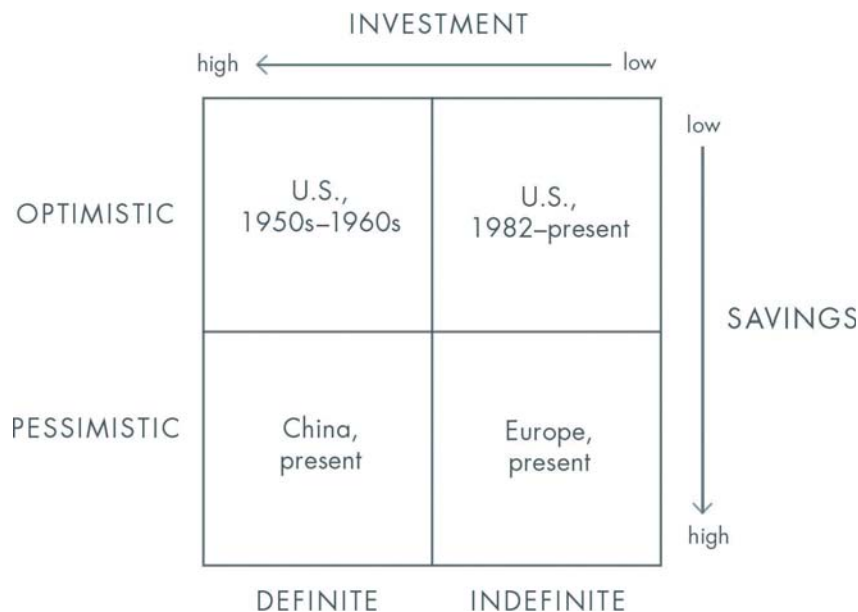 INVESTMENT
high
low
low
U.S.,
1950s–1960s
U.S.,
1982–present
OPTIMISTIC
SAVINGS
PESSIMISTIC
China,
present
Europe,
present
high
DEFINITE
INDEFINITE